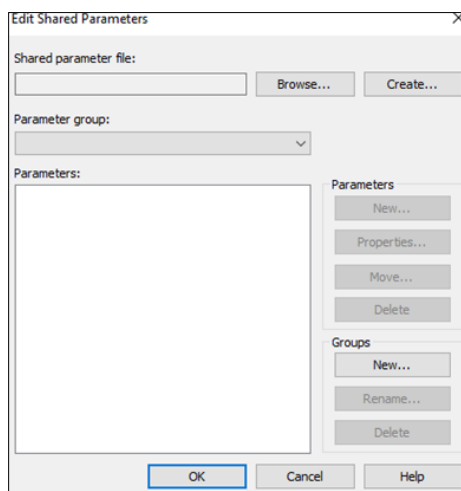 Edit Shared Parameters
Shared parameter file:
Browse...
Create...
Parameter group:
Parameters:
Parameters
New...
Properties...
Move...
Delete
Groups
New...
Rename...
Delete
OK
Cancel
Help